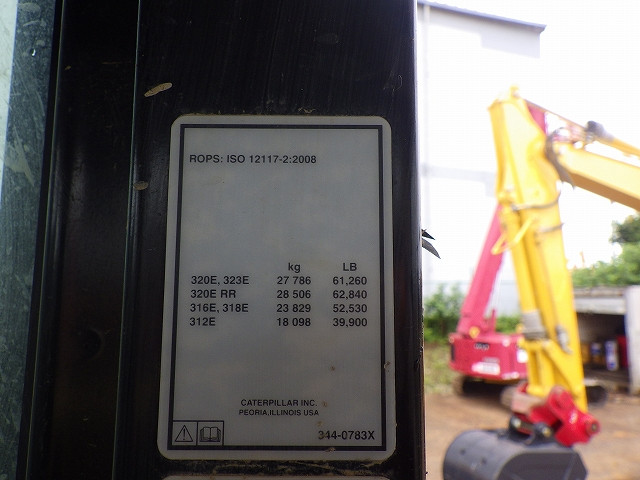 ROPS: ISO 12117-2:2008
kg LB
320E, 323E 27 786 61,260
320E RR 28 506 62,840
316E, 318E 23 829 52,530
312E 18 098 39,900
CATERPILLAR INC.
PEORIA,ILLINOIS USA
344-0783X